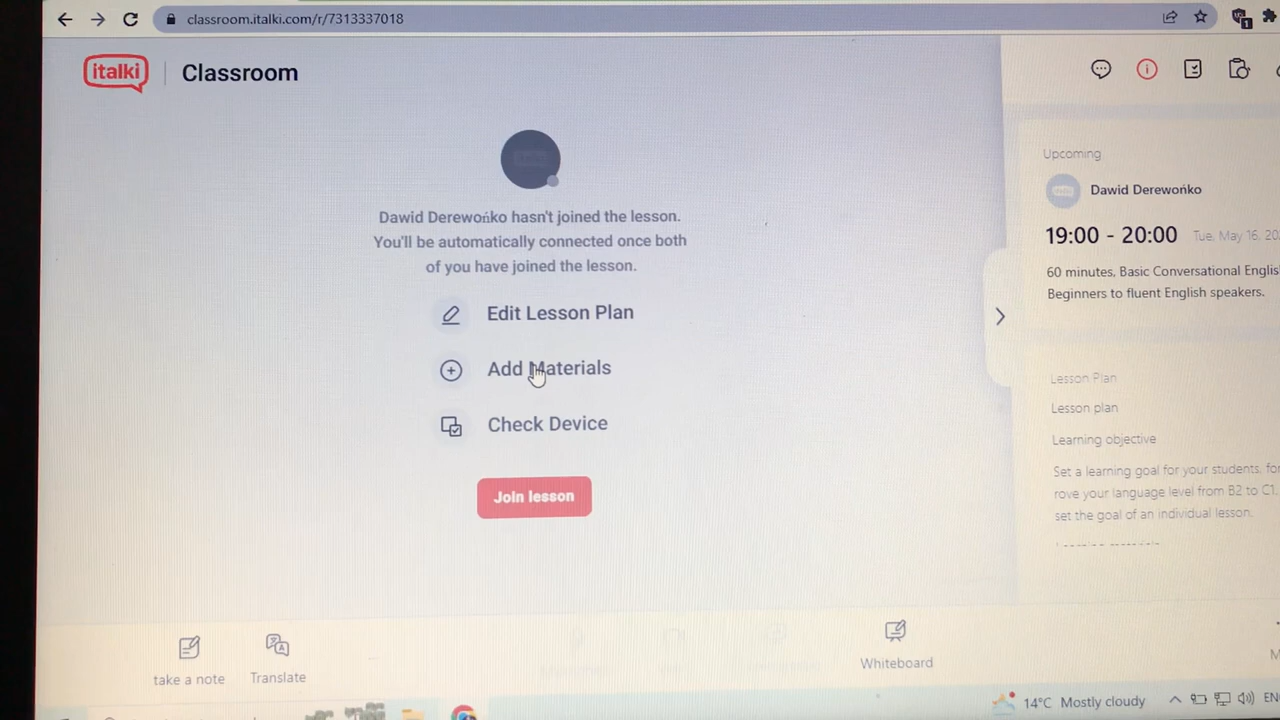 classroom.italki.com/r/7313337018
1
italki
Classroom
Dawid Derewońko hasn't joined the lesson.
You'll be automatically connected once both
of you have joined the lesson.
Edit Lesson Plan
Add Materials
Check Device
Join lesson
take a note
Translate
Whiteboard
Upcoming
Dawid Derewońko
19:00 - 20:00 Tue, May 16,
60 minutes, Basic Conversational
Beginners to fluent English speakers.
Lesson Plan
Lesson plan
Learning objective
Set a learning goal for your students,
rove your language level from B2 to C1,
set the goal of an individual lesson.
14°C Mostly cloudy